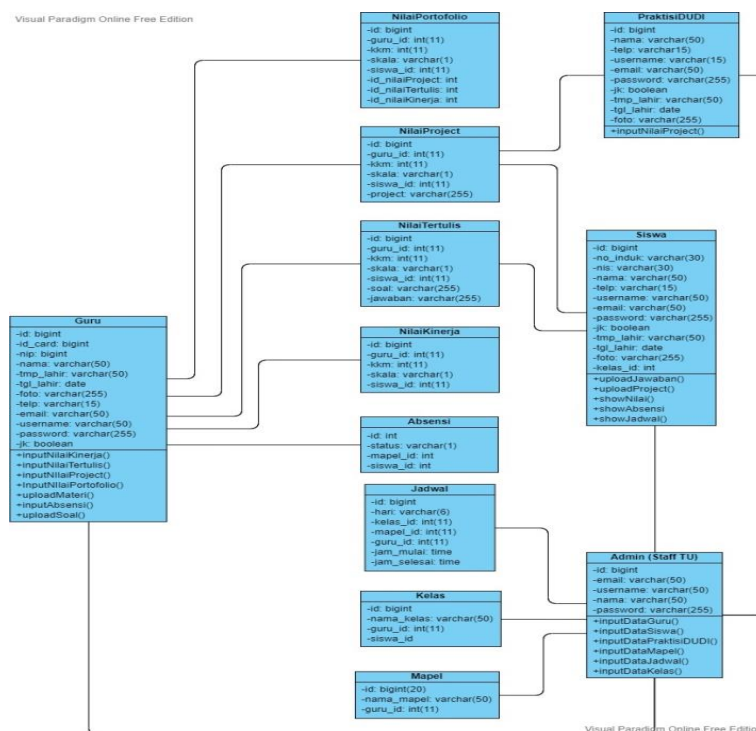 Visual Paradigm Online Free Edition
NilaiPortofolio
-id: bigint
-guru_id: int(11)
-kkm: int(11)
-skala: varchar(1)
-siswa_id: int(11)
-id_nilaiProject: int
-id_nilaiTertulis: int
-id_nilaiKinerja: int
PraktisiDUDI
-id: bigint
-nama: varchar(50)
-telp: varchar15)
-username: varchar(15)
-email: varchar(50)
-password: varchar(255)
-jk: boolean
-tmp_lahir: varchar(50)
-tgl_lahir: date
-foto: varchar(255)
+inputNilaiProject()
NilaiProject
-id: bigint
-guru_id: int(11)
-kkm: int(11)
-skala: varchar(1)
-siswa_id: int(11)
-project: varchar(255)
NilaiTertulis
-id: bigint
-guru_id: int(11)
-kkm: int(11)
-skala: varchar(1)
-siswa_id: int(11)
-soal: varchar(255)
-jawaban: varchar(255)
Siswa
-id: bigint
-no_induk: varchar(30)
-nis: varchar(30)
-nama: varchar(50)
-telp: varchar(15)
-username: varchar(50)
-email: varchar(50)
-password: varchar(255)
-jk: boolean
-tmp_lahir: varchar(50)
-tgl_lahir: date
-foto: varchar(255)
-kelas_id: int
+uploadJawaban()
+uploadProject()
+showNilai()
+showAbsensi
+showJadwal()
Guru
-id: bigint
-id_card: bigint
-nip: bigint
-nama: varchar(50)
-tmp_lahir: varchar(50)
-tgl_lahir: date
-foto: varchar(255)
-telp: varchar(15)
-email: varchar(50)
-username: varchar(50)
-password: varchar(255)
-jk: boolean
+inputNilaiKinerja()
+inputNilaiTertulis()
+inputNilaiProject()
+InputNIlaiPortofolio()
+uploadMateri()
+inputAbsensi()
+uploadSoal()
NilaiKinerja
-id: bigint
-guru_id: int(11)
-kkm: int(11)
-skala: varchar(1)
-siswa_id: int(11)
Absensi
-id: int
-status: varchar(1)
-mapel_id: int
-siswa_id: int
Jadwal
-id: bigint
-hari: varchar(6)
-kelas_id: int(11)
-mapel_id: int(11)
-guru_id: int(11)
-jam_mulai: time
-jam_selesai: time
Admin (Staff TU)
-id: bigint
-email: varchar(50)
-username: varchar(50)
-nama: varchar(50)
-password: varchar(255)
+inputDataGuru()
+inputDataSiswa()
+inputDataPraktisiDUDI()
+inputDataMapel()
+inputDataJadwal()
+inputDataKelas()
Kelas
-id: bigint
-nama_kelas: varchar(50)
-guru_id: int(11)
-siswa_id
Mapel
-id: bigint(20)
-nama_mapel: varchar(50)
-guru_id: int(11)
Visual Paradigm Online Free Edition